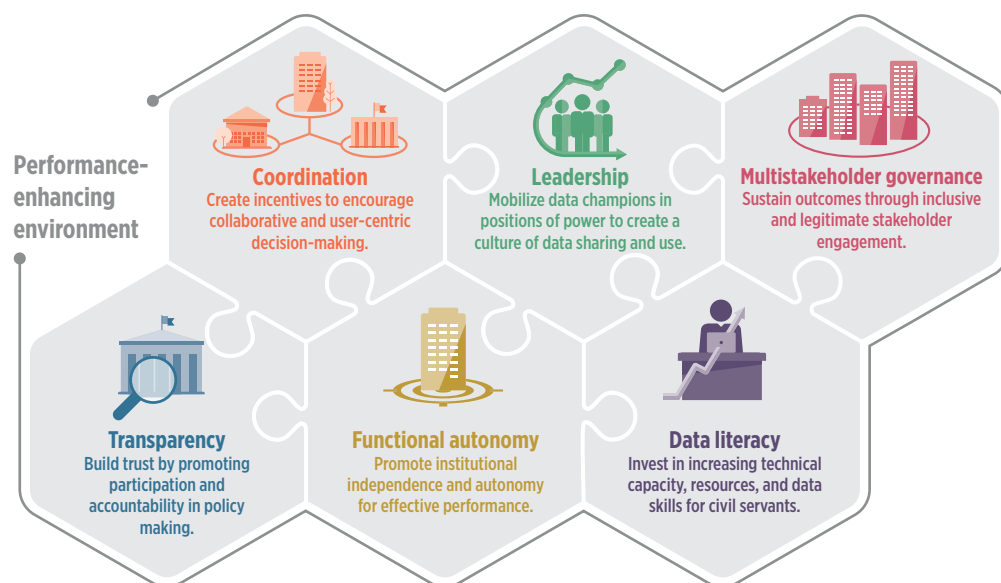 Performance-
enhancing
environment
Coordination
Create incentives to encourage
collaborative and user-centric
decision-making.
Leadership
Mobilize data champions in
positions of power to create a
culture of data sharing and use.
Multistakeholder governance
Sustain outcomes through inclusive
and legitimate stakeholder
engagement.
Transparency
Build trust by promoting
participation and
accountability in policy
making.
Functional autonomy
Promote institutional
independence and autonomy
for effective performance.
Data literacy
Invest in increasing technical
capacity, resources, and data
skills for civil servants.